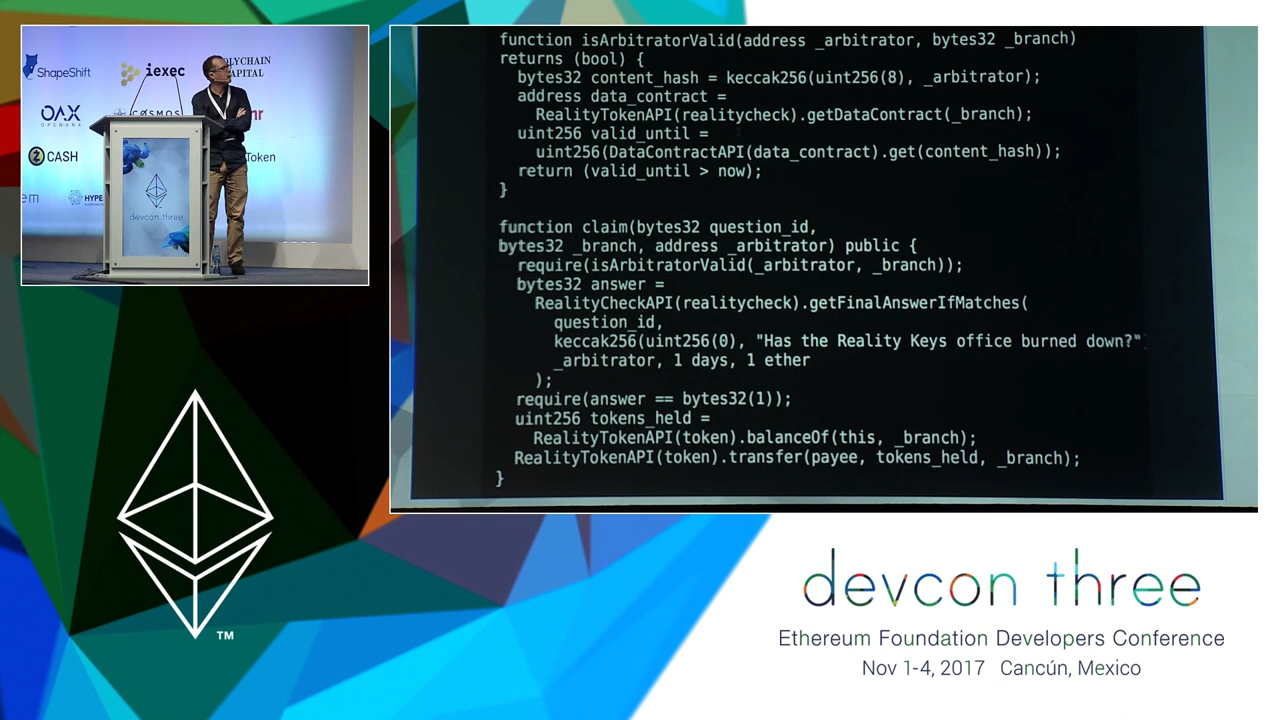 ShapeShift
iexec
POLYCHAIN
CAPITAL
OAX
OPENANX
COSMOS
CASH
Token
HYPE
devcon three
function isArbitratorValid(address _arbitrator, bytes32 _branch)
returns (bool) {
bytes32 content_hash = keccak256(uint256(8), _arbitrator);
address data_contract =
RealityTokenAPI(realitycheck).getDataContract(_branch);
uint256 valid_until =
uint256(DataContractAPI(data_contract).get(content_hash));
return (valid_until > now);
}
function claim(bytes32 question_id,
bytes32 _branch, address _arbitrator) public {
require(isArbitratorValid(_arbitrator, _branch));
bytes32 answer =
RealityCheckAPI(realitycheck).getFinalAnswerIfMatches(
question_id,
keccak256(uint256(0), "Has the Reality Keys office burned down?"
_arbitrator, 1 days, 1 ether
);
require(answer == bytes32(1));
uint256 tokens_held =
RealityTokenAPI(token).balanceOf(this, _branch);
RealityTokenAPI(token).transfer(payee, tokens_held, _branch);
}
TM
devcon three
Ethereum Foundation Developers Conference
Nov 1-4, 2017 Cancún, Mexico